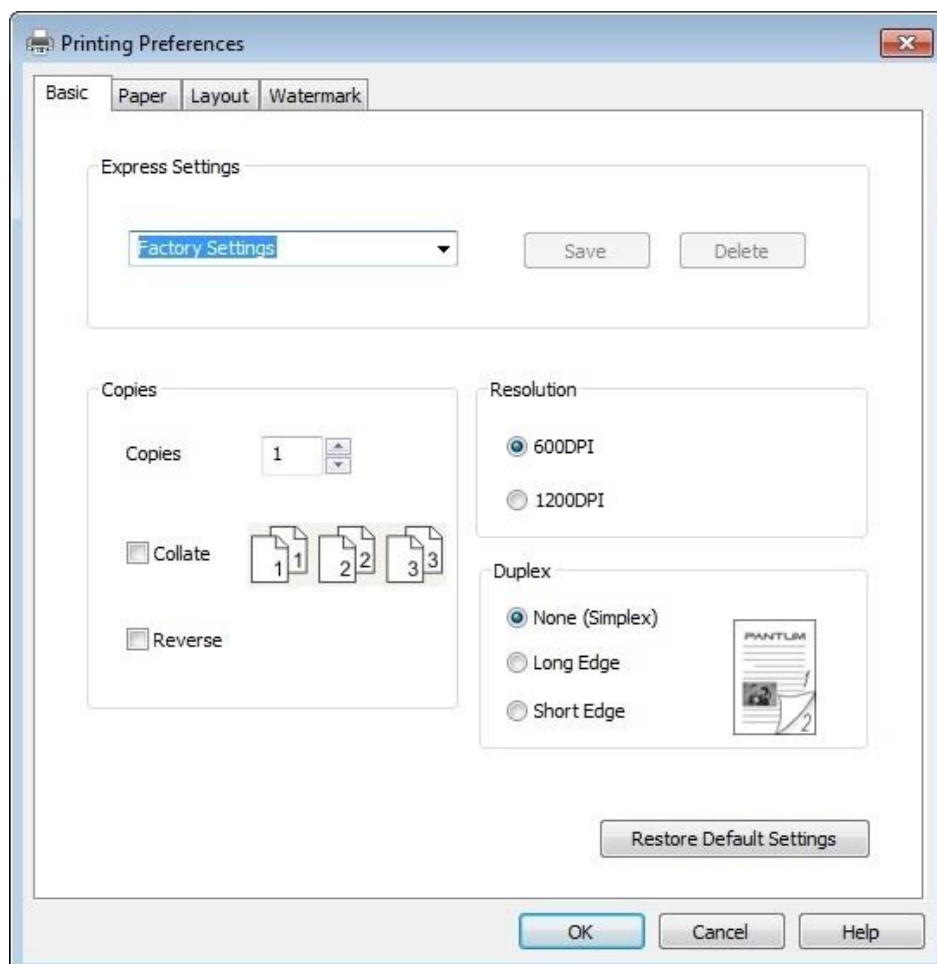 Printing Preferences
Basic Paper Layout Watermark
Express Settings
Factory Settings
Save Delete
Copies
Copies 1
Collate 1 1 2 2 3 3
Reverse
Resolution
600DPI
1200DPI
Duplex
None (Simplex)
Long Edge
Short Edge
PANTUM
1
2
Restore Default Settings
OK Cancel Help